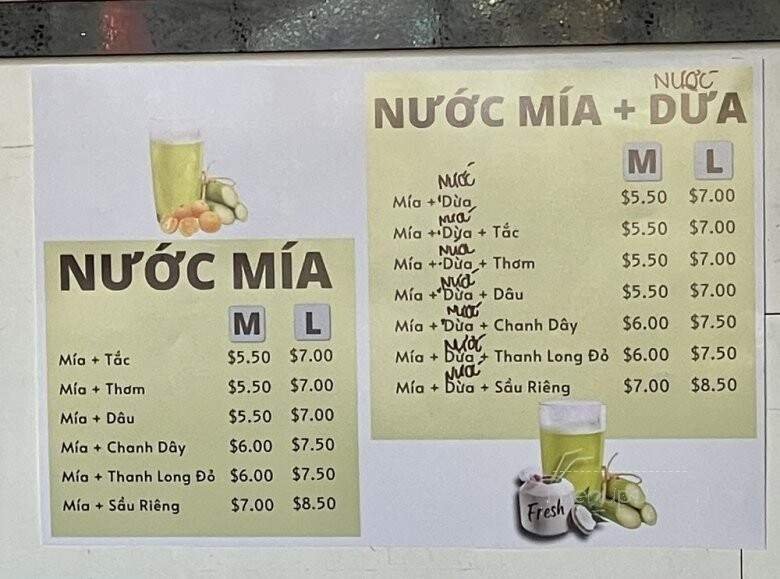 NƯỚC MÍA
M L
Mía + Tắc $5.50 $7.00
Mía + Thơm $5.50 $7.00
Mía + Dâu $5.50 $7.00
Mía + Chanh Dây $6.00 $7.50
Mía + Thanh Long Đỏ $6.00 $7.50
Mía + Sầu Riêng $7.00 $8.50
NƯỚC
NƯỚC MÍA + DỪA
M L
Nước
Mía + Dừa $5.50 $7.00
Nước
Mía + Dừa + Tắc $5.50 $7.00
Nước
Mía + Dừa + Thơm $5.50 $7.00
Nước
Mía + Dừa + Dâu $5.50 $7.00
Nước
Mía + Dừa + Chanh Dây $6.00 $7.50
Nước
Mía + Dừa + Thanh Long Đỏ $6.00 $7.50
Nước
Mía + Dừa + Sầu Riêng $7.00 $8.50
Fresh